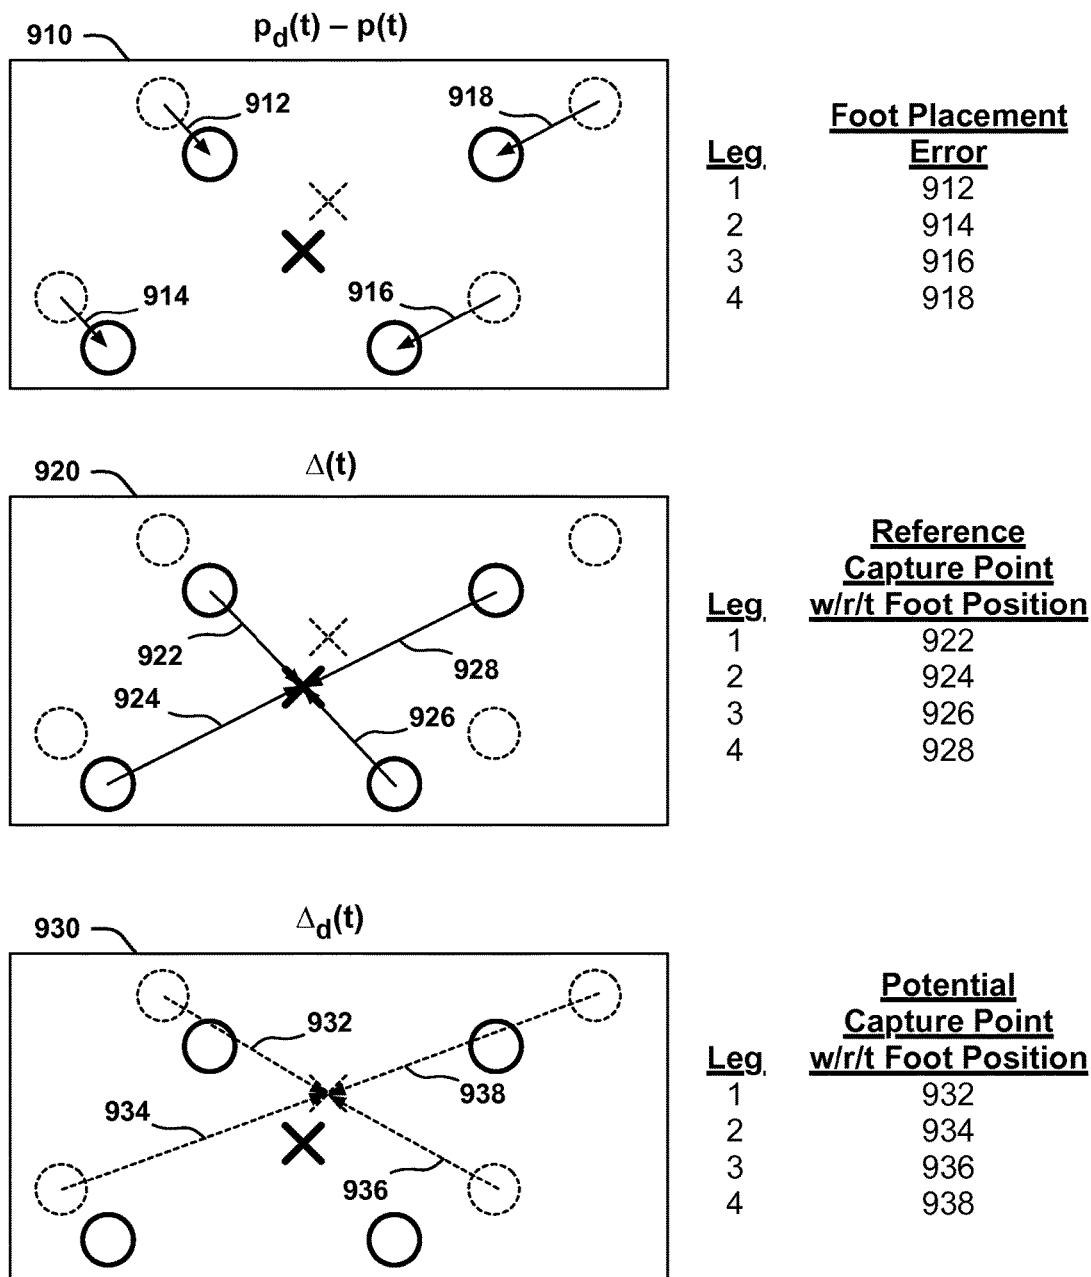 910
p_d(t) – p(t)
912
918
914
916
Foot Placement
Leg Error
1 912
2 914
3 916
4 918
920
Δ(t)
922
928
924
926
Reference
Capture Point
Leg w/r/t Foot Position
1 922
2 924
3 926
4 928
930
Δ_d(t)
932
938
934
936
Potential
Capture Point
Leg w/r/t Foot Position
1 932
2 934
3 936
4 938